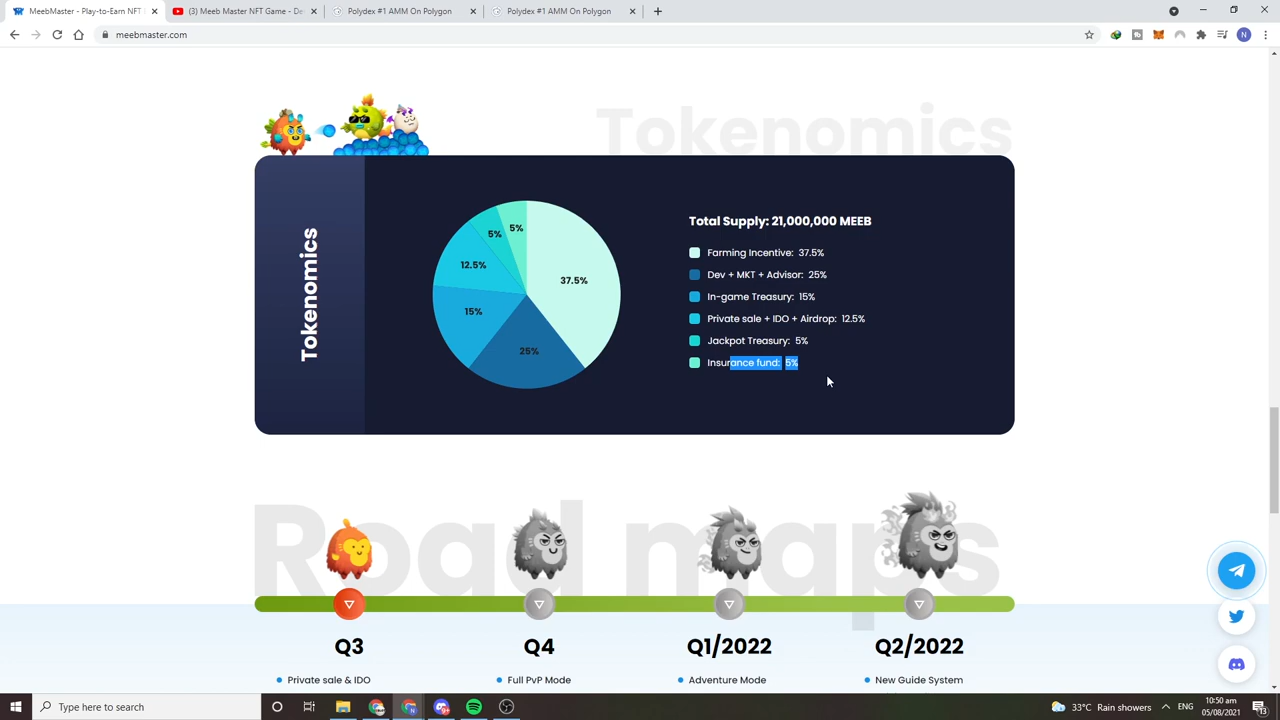 MeebMaster - Play-to-Earn NFT
(3) Meeb Master NFT Game - De
Polydex #1 AMM On Polygon
Polydex #1 AMM On Polygon
meebmaster.com
N
Tokenomics
Tokenomics
5%
5%
12.5%
37.5%
15%
25%
Total Supply: 21,000,000 MEEB
Farming Incentive: 37.5%
Dev + MKT + Advisor: 25%
In-game Treasury: 15%
Private sale + IDO + Airdrop: 12.5%
Jackpot Treasury: 5%
Insurance fund: 5%
Road maps
Q3
Q4
Q1/2022
Q2/2022
Private sale & IDO
Full PvP Mode
Adventure Mode
New Guide System
Type here to search
33°C Rain showers
ENG
10:50 am
05/08/2021
13